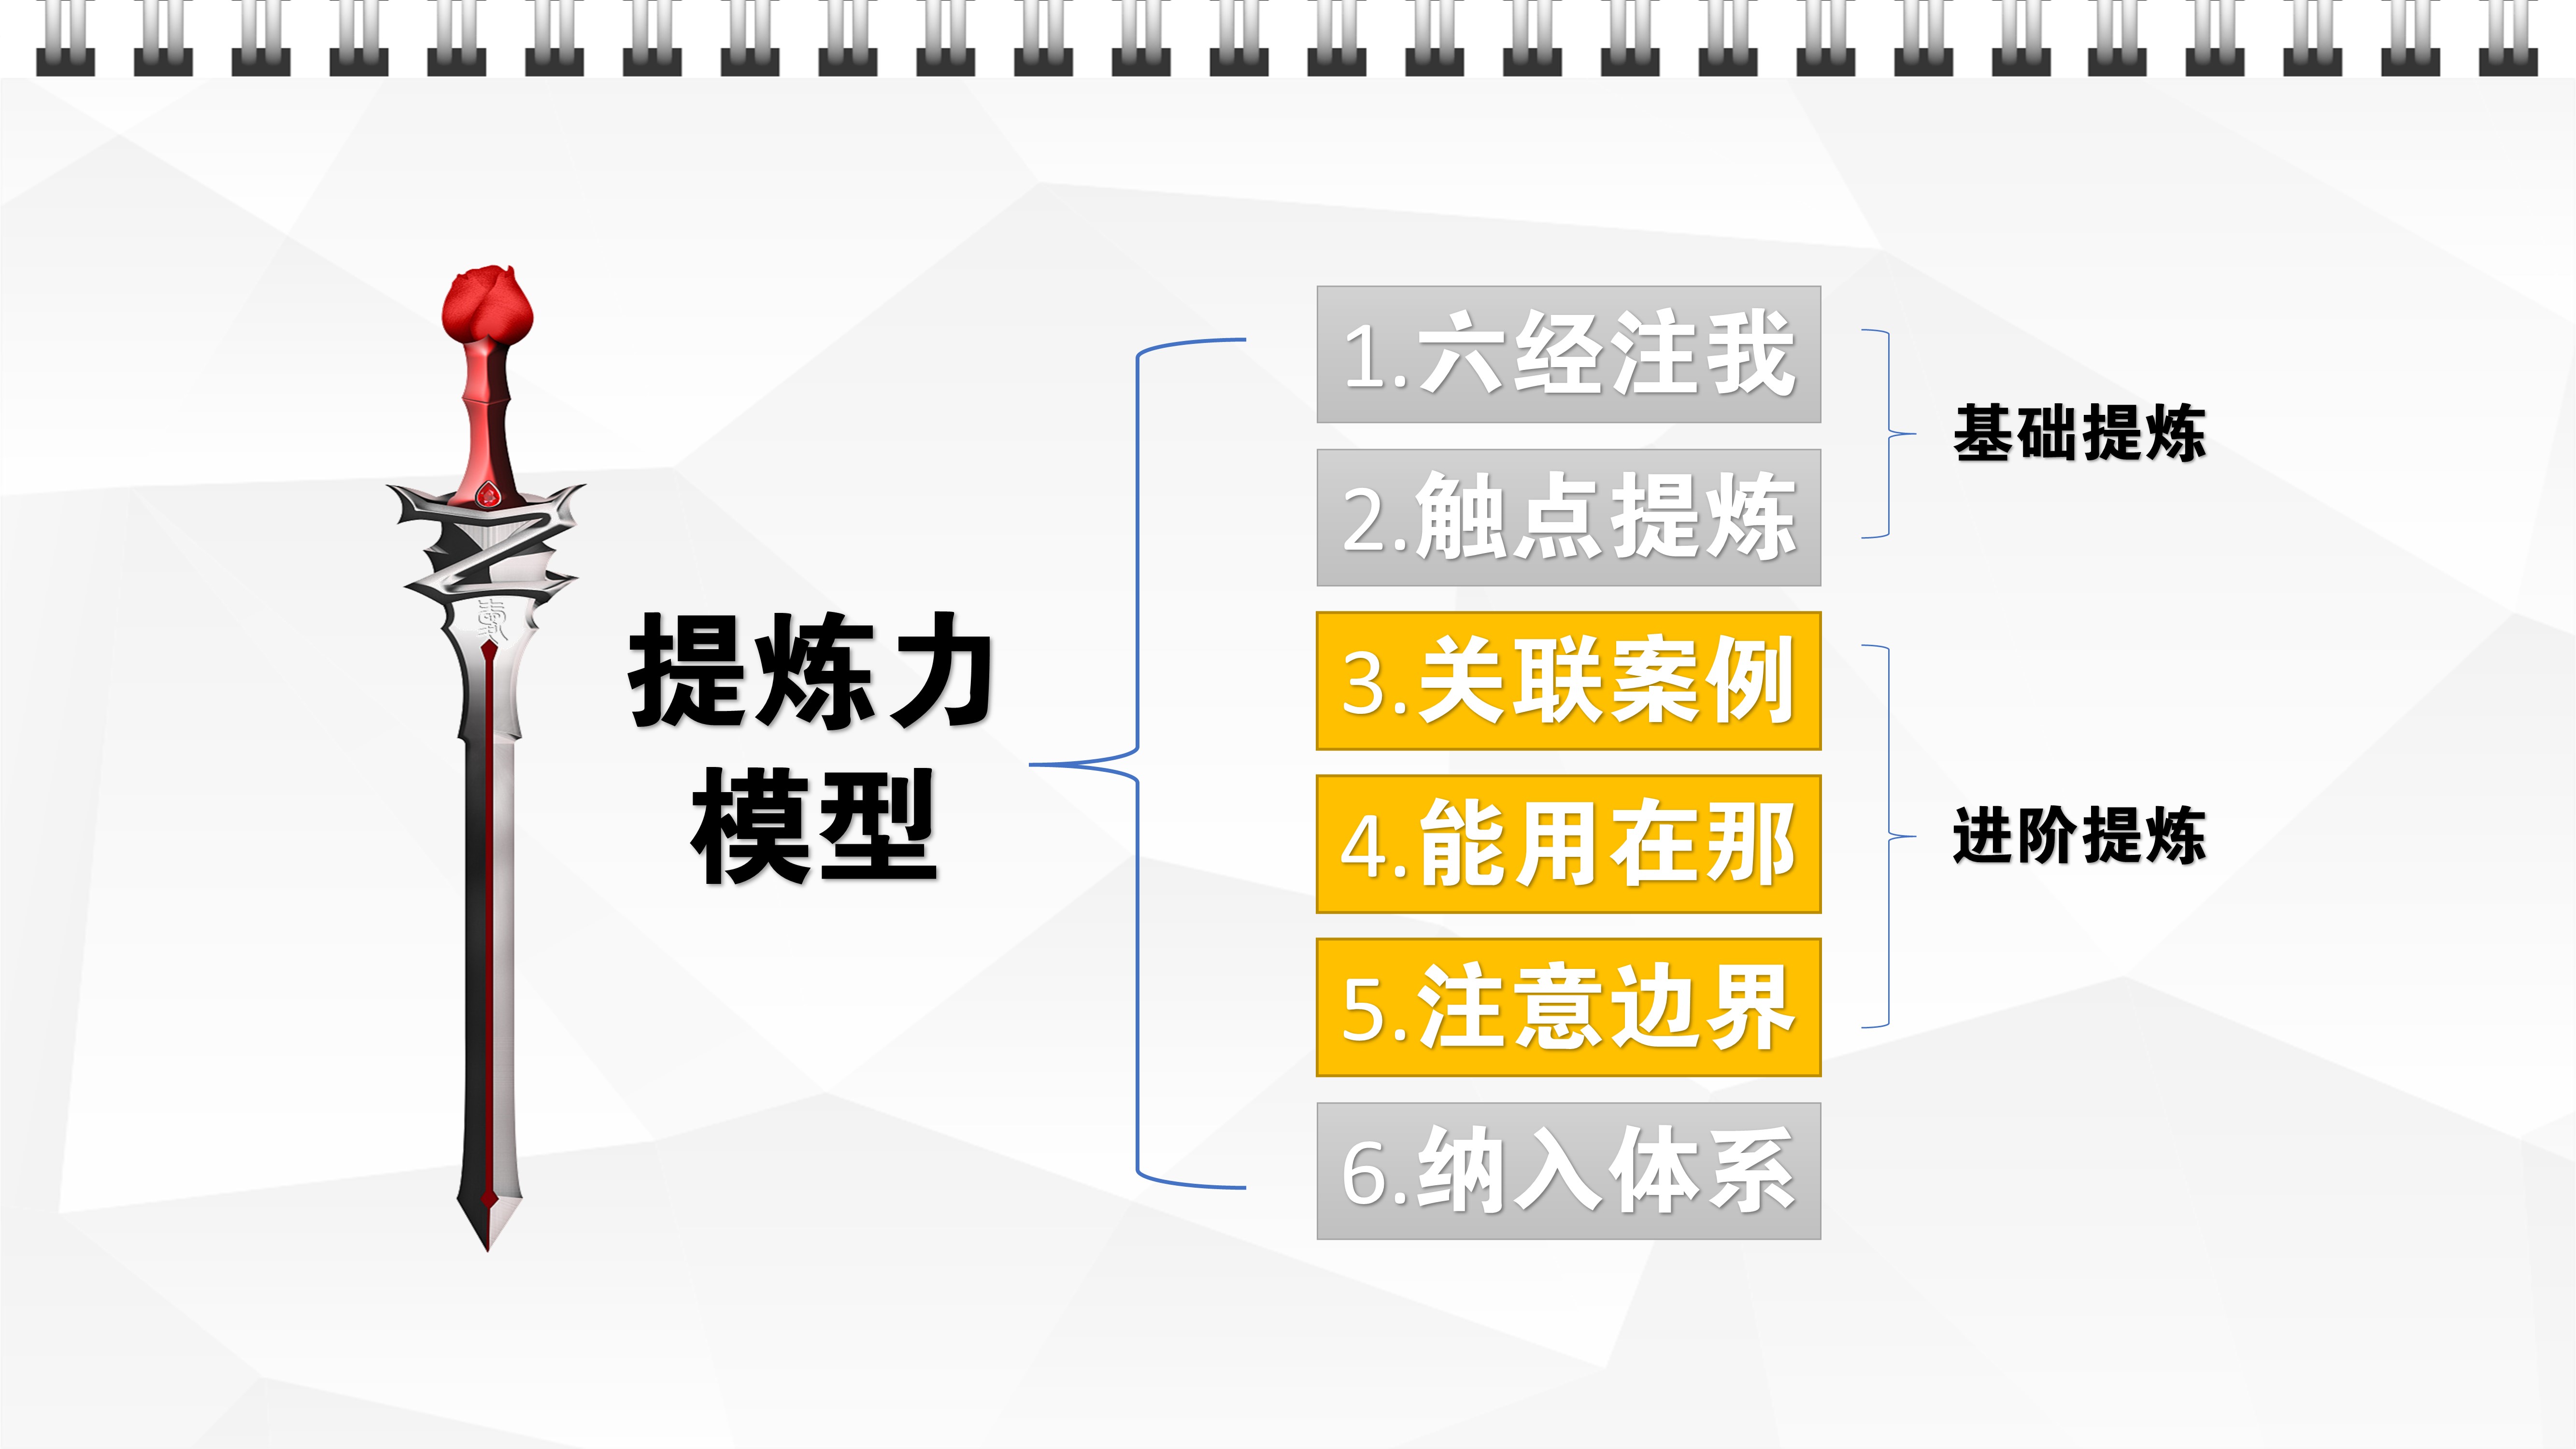 提炼力
模型
1.六经注我
2.触点提炼
3.关联案例
4.能用在那
5.注意边界
6.纳入体系
基础提炼
进阶提炼